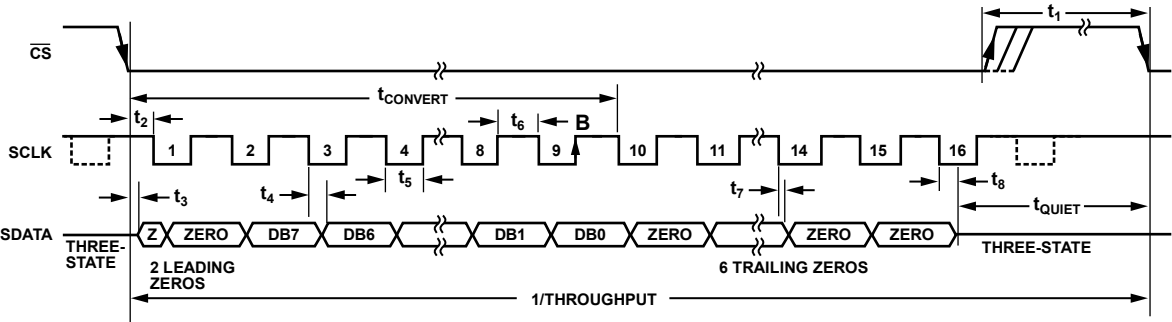 t1
CS
tCONVERT
t2
t6
B
SCLK
1
2
3
4
8
9
10
11
14
15
16
t3
t4
t5
t7
t8
tQUIET
SDATA
Z
ZERO
DB7
DB6
DB1
DB0
ZERO
ZERO
ZERO
THREE-
STATE
THREE-STATE
2 LEADING
ZEROS
6 TRAILING ZEROS
1/THROUGHPUT